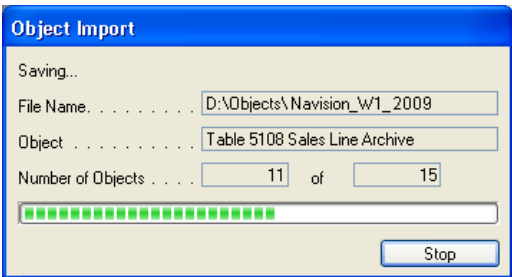 Object Import
Saving...
File Name. . . . . . . . . . D:\Objects\Navision_W1_2009
Object . . . . . . . . . . Table 5108 Sales Line Archive
Number of Objects . . . . 11 of 15
Stop